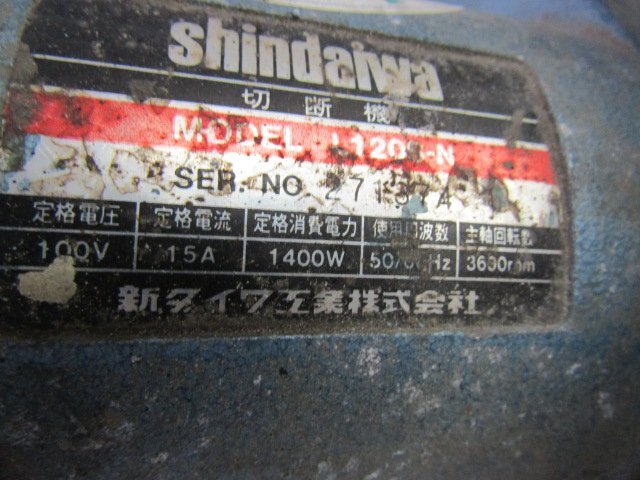 shindaiwa
切断機
MODEL
SER. NO
定格電圧 定格電流 定格消費電力 使用周波数 主軸回転数
100V 15A 1400W 50/60Hz
新ダイワ工業株式会社